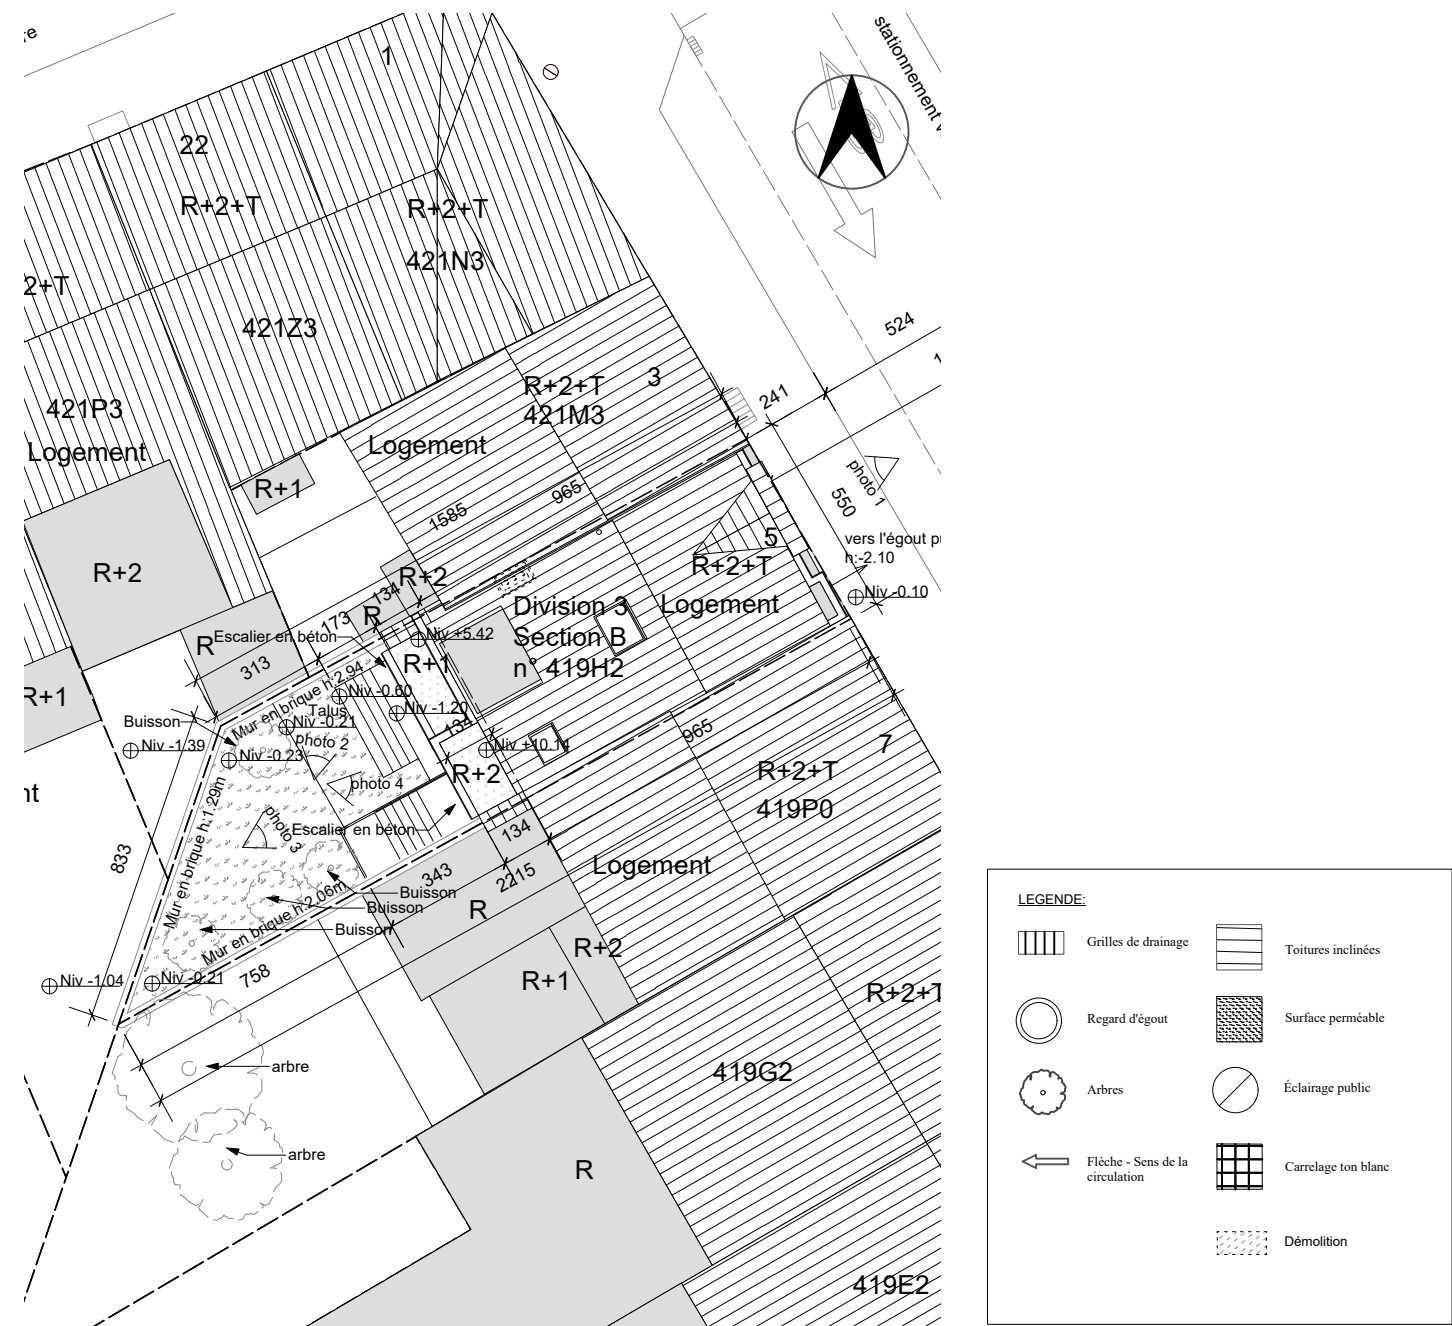 1
22
R+2+T
R+2+T
421N3
2+T
421Z3
stationnement v
524
241
3
R+2+T
421M3
421P3
Logement
Logement
R+1
1585
965
photo 1
550
5
vers l'égout pu
n:-2.10
R+2+T
Logement
Niv -0.10
R+2
R+2
134
R
173
Escalier en béton
R
313
Niv +5.42
R+1
Division 3
Section B
n° 419H2
R+1
Mur en brique h:2.94
Niv -0.60
Talus
Niv -1.20
Buisson
Niv -0.21
photo 2
Niv -1.39
Niv -0.23
134
Niv +10.14
965
7
R+2+T
419P0
R+2
photo 4
nt
Mur en brique h:1.29m
photo 3
Escalier en béton
134
833
343
2215
Logement
Buisson
Buisson
Buisson
R
Mur en brique h:2.06m
R+2
R+1
Niv -1.04
Niv -0.21
758
R+2+T
arbre
419G2
arbre
R
419E2
LEGENDE:
Grilles de drainage
Toitures inclinées
Regard d'égout
Surface perméable
Arbres
Éclairage public
Flèche - Sens de la
circulation
Carrelage ton blanc
Démolition